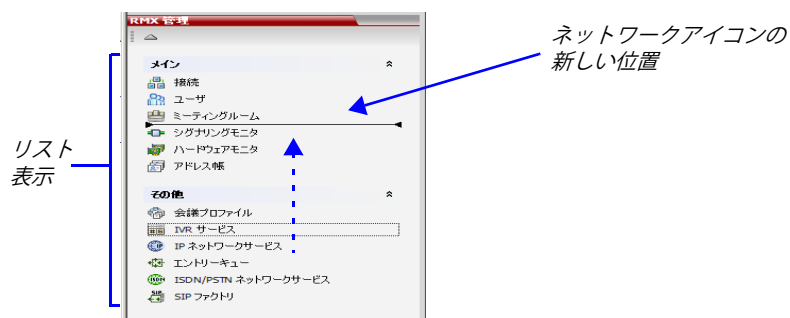 RMX 管理
メイン
接続
ユーザ
ミーティングルーム
シグナリングモニタ
ハードウェアモニタ
アドレス帳
その他
会議プロファイル
IVR サービス
IP ネットワークサービス
エントリーキュー
ISDN/PSTN ネットワークサービス
SIP ファクトリ
リスト
表示
ネットワークアイコンの
新しい位置